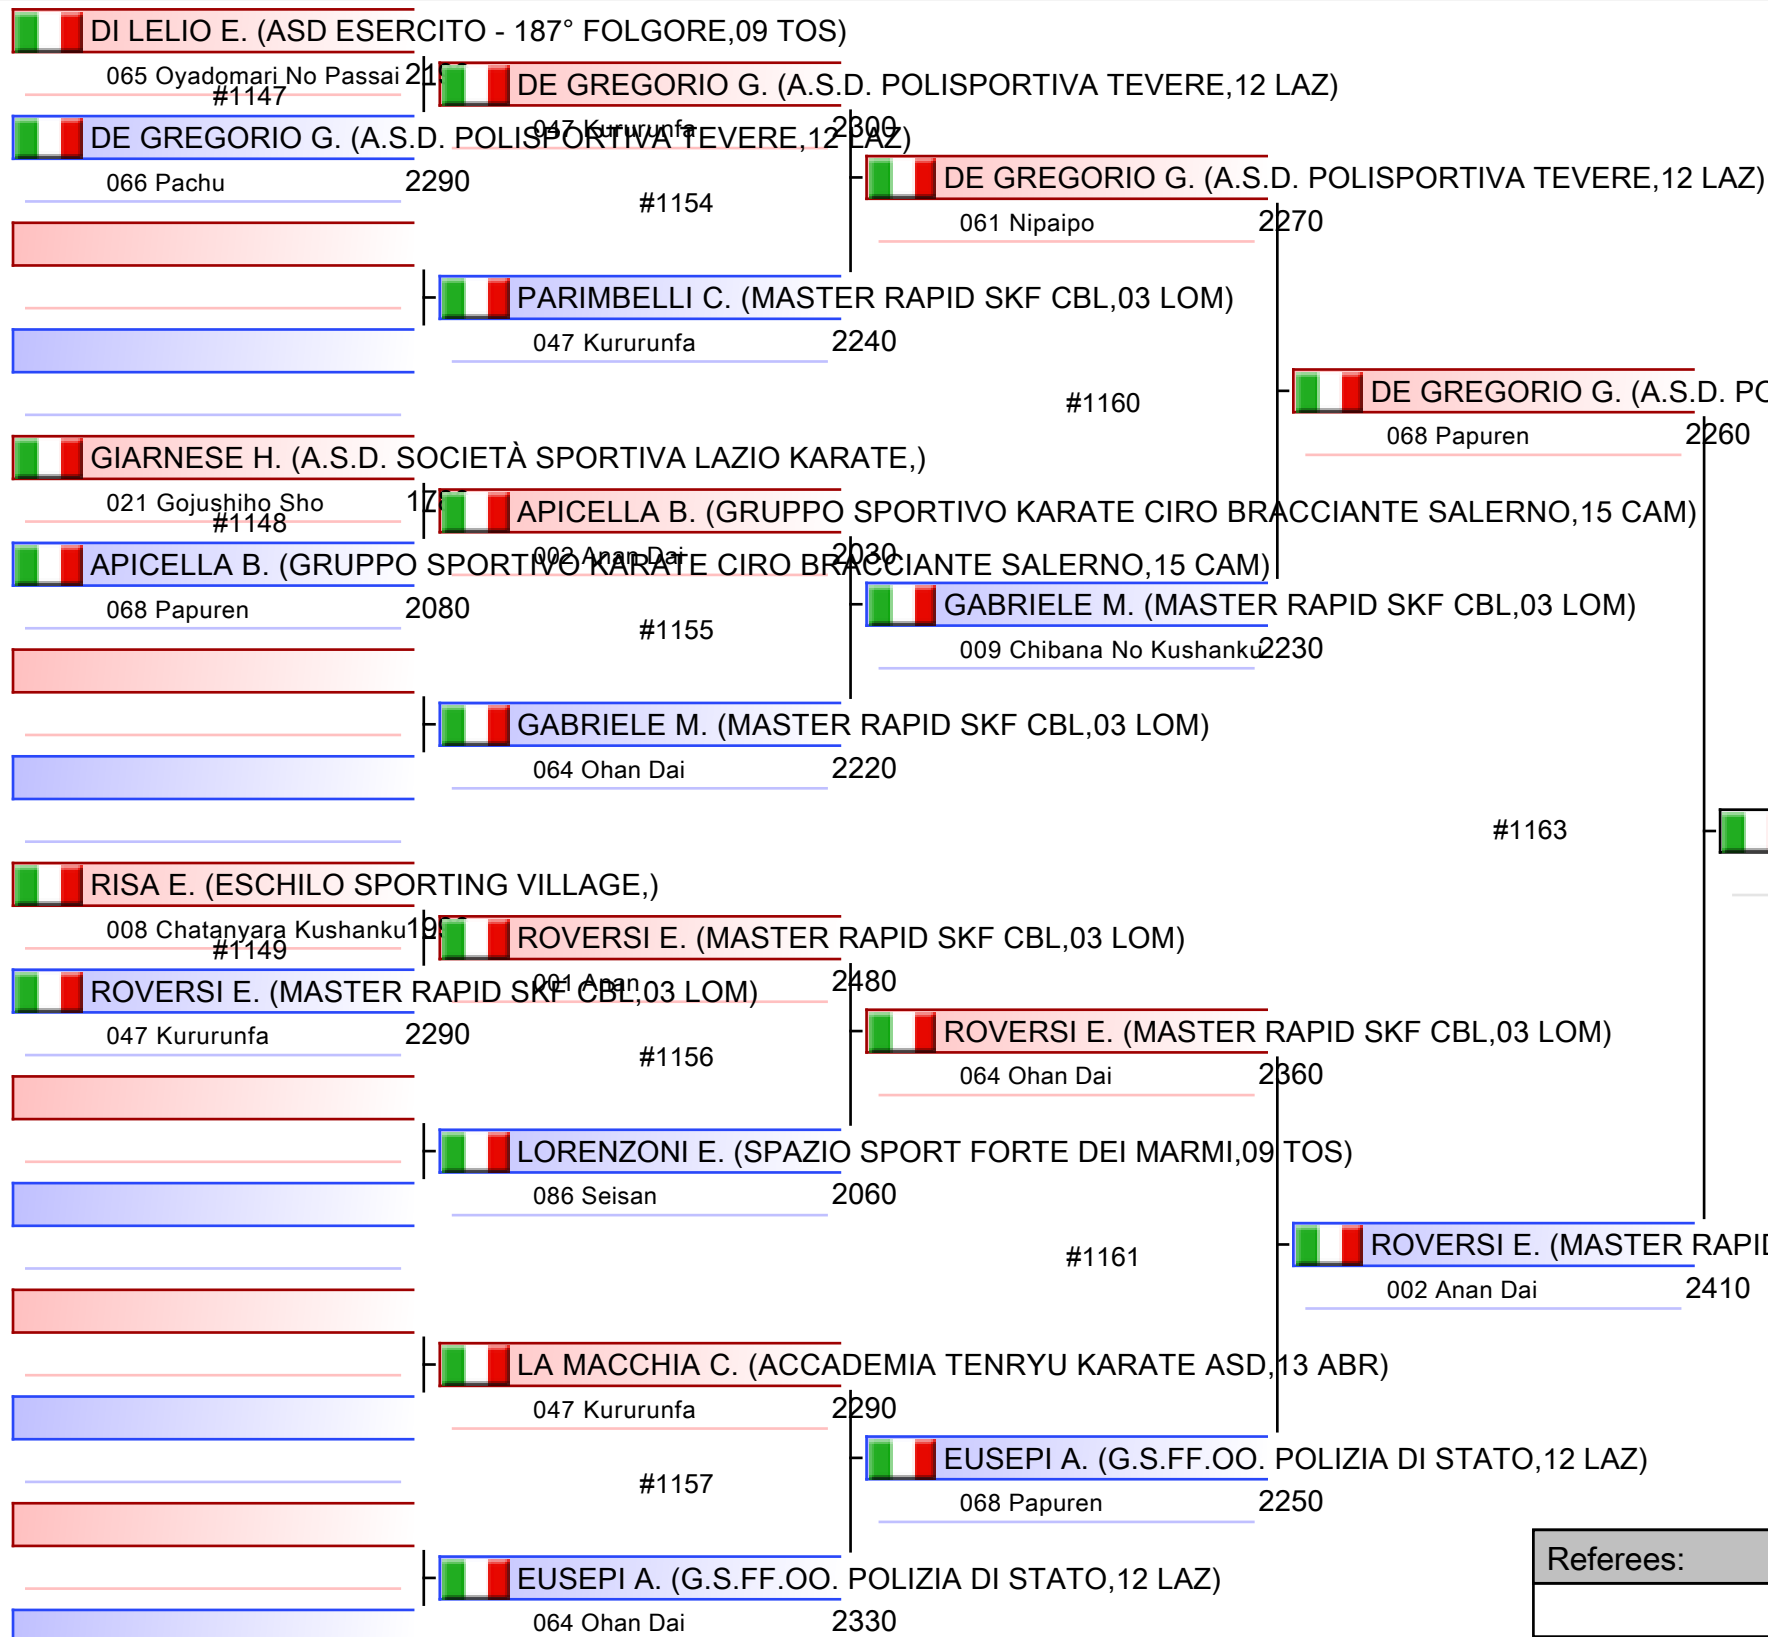 DI LELIO E. (ASD ESERCITO - 187° FOLGORE,09 TOS)
065 Oyadomari No Passai
#1147
DE GREGORIO G. (A.S.D. POLISPORTIVA TEVERE,12 LAZ)
066 Pachu 2290
GIARNESE H. (A.S.D. SOCIETÀ SPORTIVA LAZIO KARATE,)
021 Gojushiho Sho
#1148
APICELLA B. (GRUPPO SPORTIVO KARATE CIRO BRACCIANTE SALERNO,15 CAM)
068 Papuren 2080
RISA E. (ESCHILO SPORTING VILLAGE,)
008 Chatanyara Kushanku
#1149
ROVERSI E. (MASTER RAPID SKF CBL,03 LOM)
047 Kururunfa 2290
DE GREGORIO G. (A.S.D. POLISPORTIVA TEVERE,12 LAZ)
047 Kururunfa 2300
#1154
PARIMBELLI C. (MASTER RAPID SKF CBL,03 LOM)
047 Kururunfa 2240
APICELLA B. (GRUPPO SPORTIVO KARATE CIRO BRACCIANTE SALERNO,15 CAM)
002 Anan Dai 2030
#1155
GABRIELE M. (MASTER RAPID SKF CBL,03 LOM)
064 Ohan Dai 2220
ROVERSI E. (MASTER RAPID SKF CBL,03 LOM)
001 Anan 2480
#1156
LORENZONI E. (SPAZIO SPORT FORTE DEI MARMI,09 TOS)
086 Seisan 2060
LA MACCHIA C. (ACCADEMIA TENRYU KARATE ASD,13 ABR)
047 Kururunfa 2290
#1157
EUSEPI A. (G.S.FF.OO. POLIZIA DI STATO,12 LAZ)
064 Ohan Dai 2330
DE GREGORIO G. (A.S.D. POLISPORTIVA TEVERE,12 LAZ)
061 Nipaipo 2270
#1160
GABRIELE M. (MASTER RAPID SKF CBL,03 LOM)
009 Chibana No Kushanku 2230
ROVERSI E. (MASTER RAPID SKF CBL,03 LOM)
064 Ohan Dai 2360
#1161
EUSEPI A. (G.S.FF.OO. POLIZIA DI STATO,12 LAZ)
068 Papuren 2250
DE GREGORIO G. (A.S.D.
068 Papuren 2260
#1163
ROVERSI E. (MASTER
002 Anan Dai 2410
Referees: